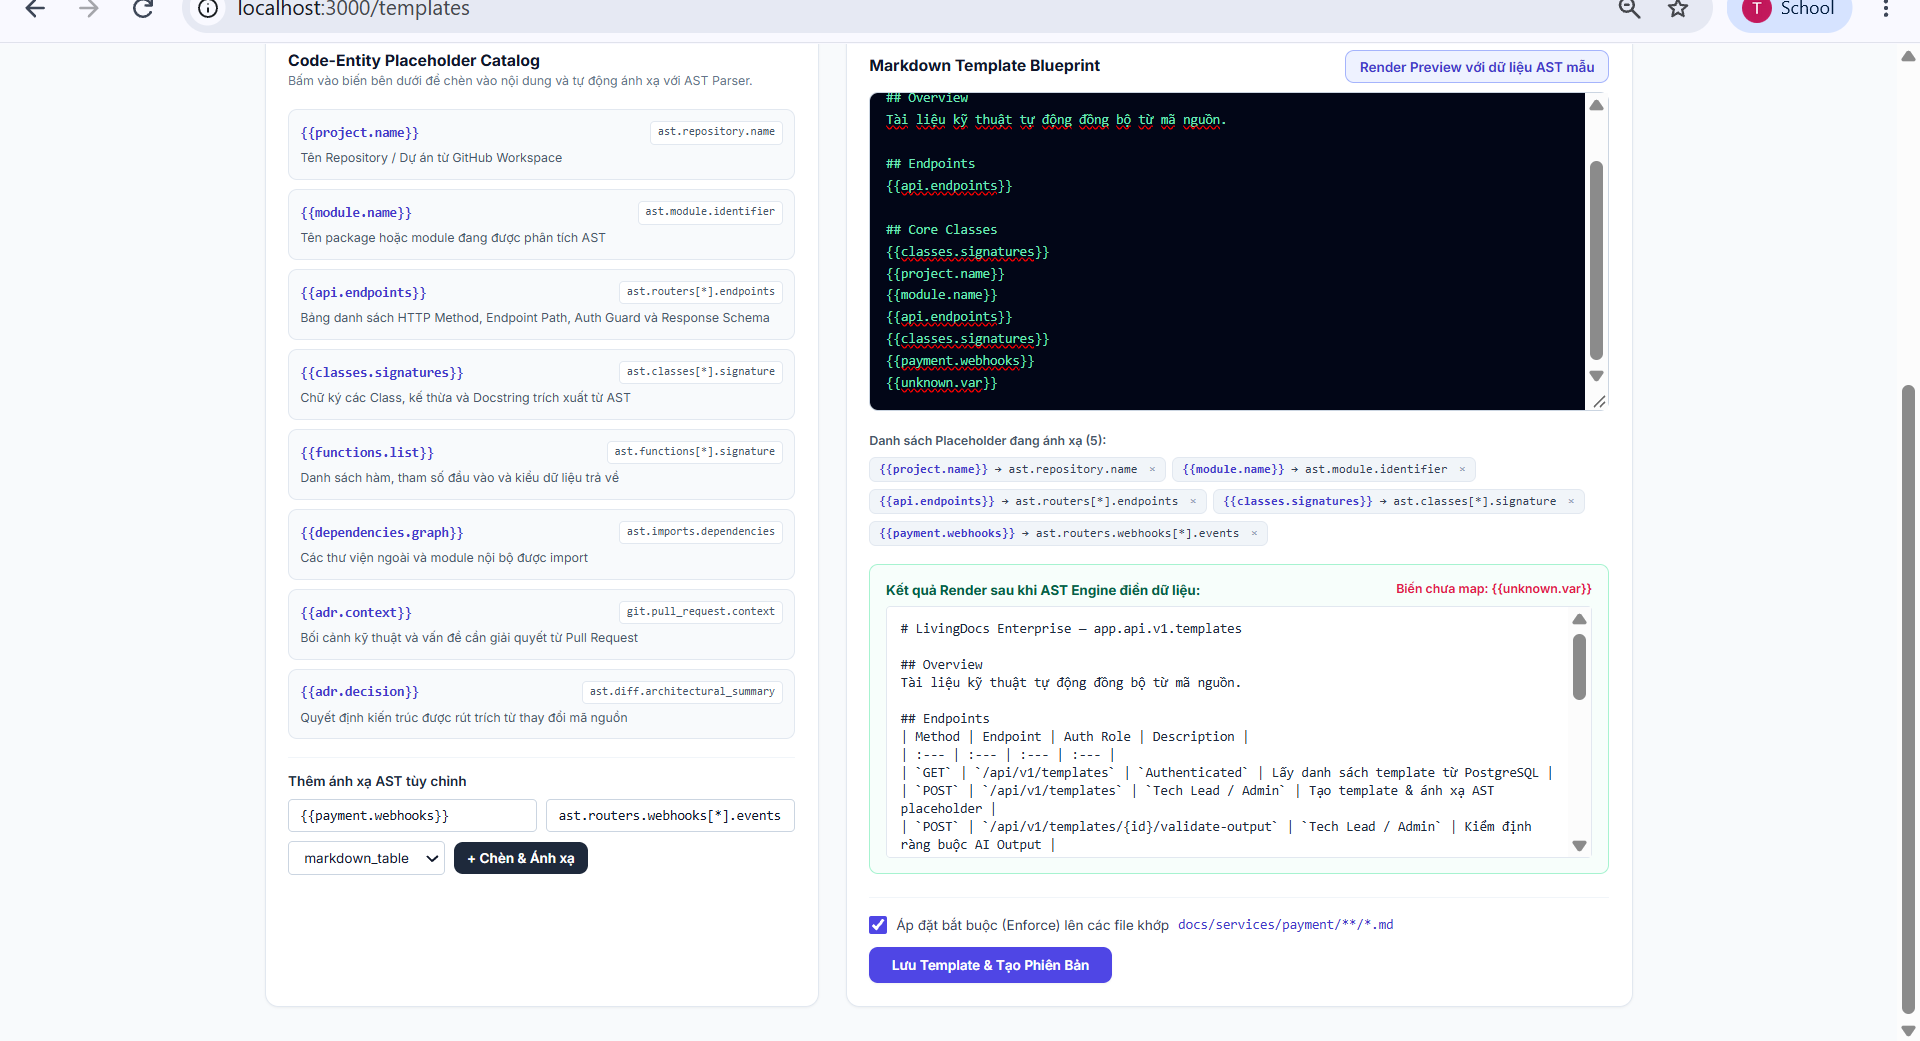 localhost:3000/templates
T School
Code-Entity Placeholder Catalog
Bấm vào biến bên dưới để chèn vào nội dung và tự động ánh xạ với AST Parser.
{{project.name}}
ast.repository.name
Tên Repository / Dự án từ GitHub Workspace
{{module.name}}
ast.module.identifier
Tên package hoặc module đang được phân tích AST
{{api.endpoints}}
ast.routers[*].endpoints
Bảng danh sách HTTP Method, Endpoint Path, Auth Guard và Response Schema
{{classes.signatures}}
ast.classes[*].signature
Chữ ký các Class, kế thừa và Docstring trích xuất từ AST
{{functions.list}}
ast.functions[*].signature
Danh sách hàm, tham số đầu vào và kiểu dữ liệu trả về
{{dependencies.graph}}
ast.imports.dependencies
Các thư viện ngoài và module nội bộ được import
{{adr.context}}
git.pull_request.context
Bối cảnh kỹ thuật và vấn đề cần giải quyết từ Pull Request
{{adr.decision}}
ast.diff.architectural_summary
Quyết định kiến trúc được rút trích từ thay đổi mã nguồn
Thêm ánh xạ AST tùy chỉnh
{{payment.webhooks}}
ast.routers.webhooks[*].events
markdown_table
+ Chèn & Ánh xạ
Markdown Template Blueprint
Render Preview với dữ liệu AST mẫu
## Overview
Tài liệu kỹ thuật tự động đồng bộ từ mã nguồn.
## Endpoints
{{api.endpoints}}
## Core Classes
{{classes.signatures}}
{{project.name}}
{{module.name}}
{{api.endpoints}}
{{classes.signatures}}
{{payment.webhooks}}
{{unknown.var}}
Danh sách Placeholder đang ánh xạ (5):
{{project.name}} → ast.repository.name ×
{{module.name}} → ast.module.identifier ×
{{api.endpoints}} → ast.routers[*].endpoints ×
{{classes.signatures}} → ast.classes[*].signature ×
{{payment.webhooks}} → ast.routers.webhooks[*].events ×
Kết quả Render sau khi AST Engine điền dữ liệu:
Biến chưa map: {{unknown.var}}
# LivingDocs Enterprise — app.api.v1.templates
## Overview
Tài liệu kỹ thuật tự động đồng bộ từ mã nguồn.
## Endpoints
| Method | Endpoint | Auth Role | Description |
| :--- | :--- | :--- | :--- |
| `GET` | `/api/v1/templates` | `Authenticated` | Lấy danh sách template từ PostgreSQL |
| `POST` | `/api/v1/templates` | `Tech Lead / Admin` | Tạo template & ánh xạ AST
placeholder |
| `POST` | `/api/v1/templates/{id}/validate-output` | `Tech Lead / Admin` | Kiểm định
ràng buộc AI Output |
Áp đặt bắt buộc (Enforce) lên các file khớp docs/services/payment/**/*.md
Lưu Template & Tạo Phiên Bản